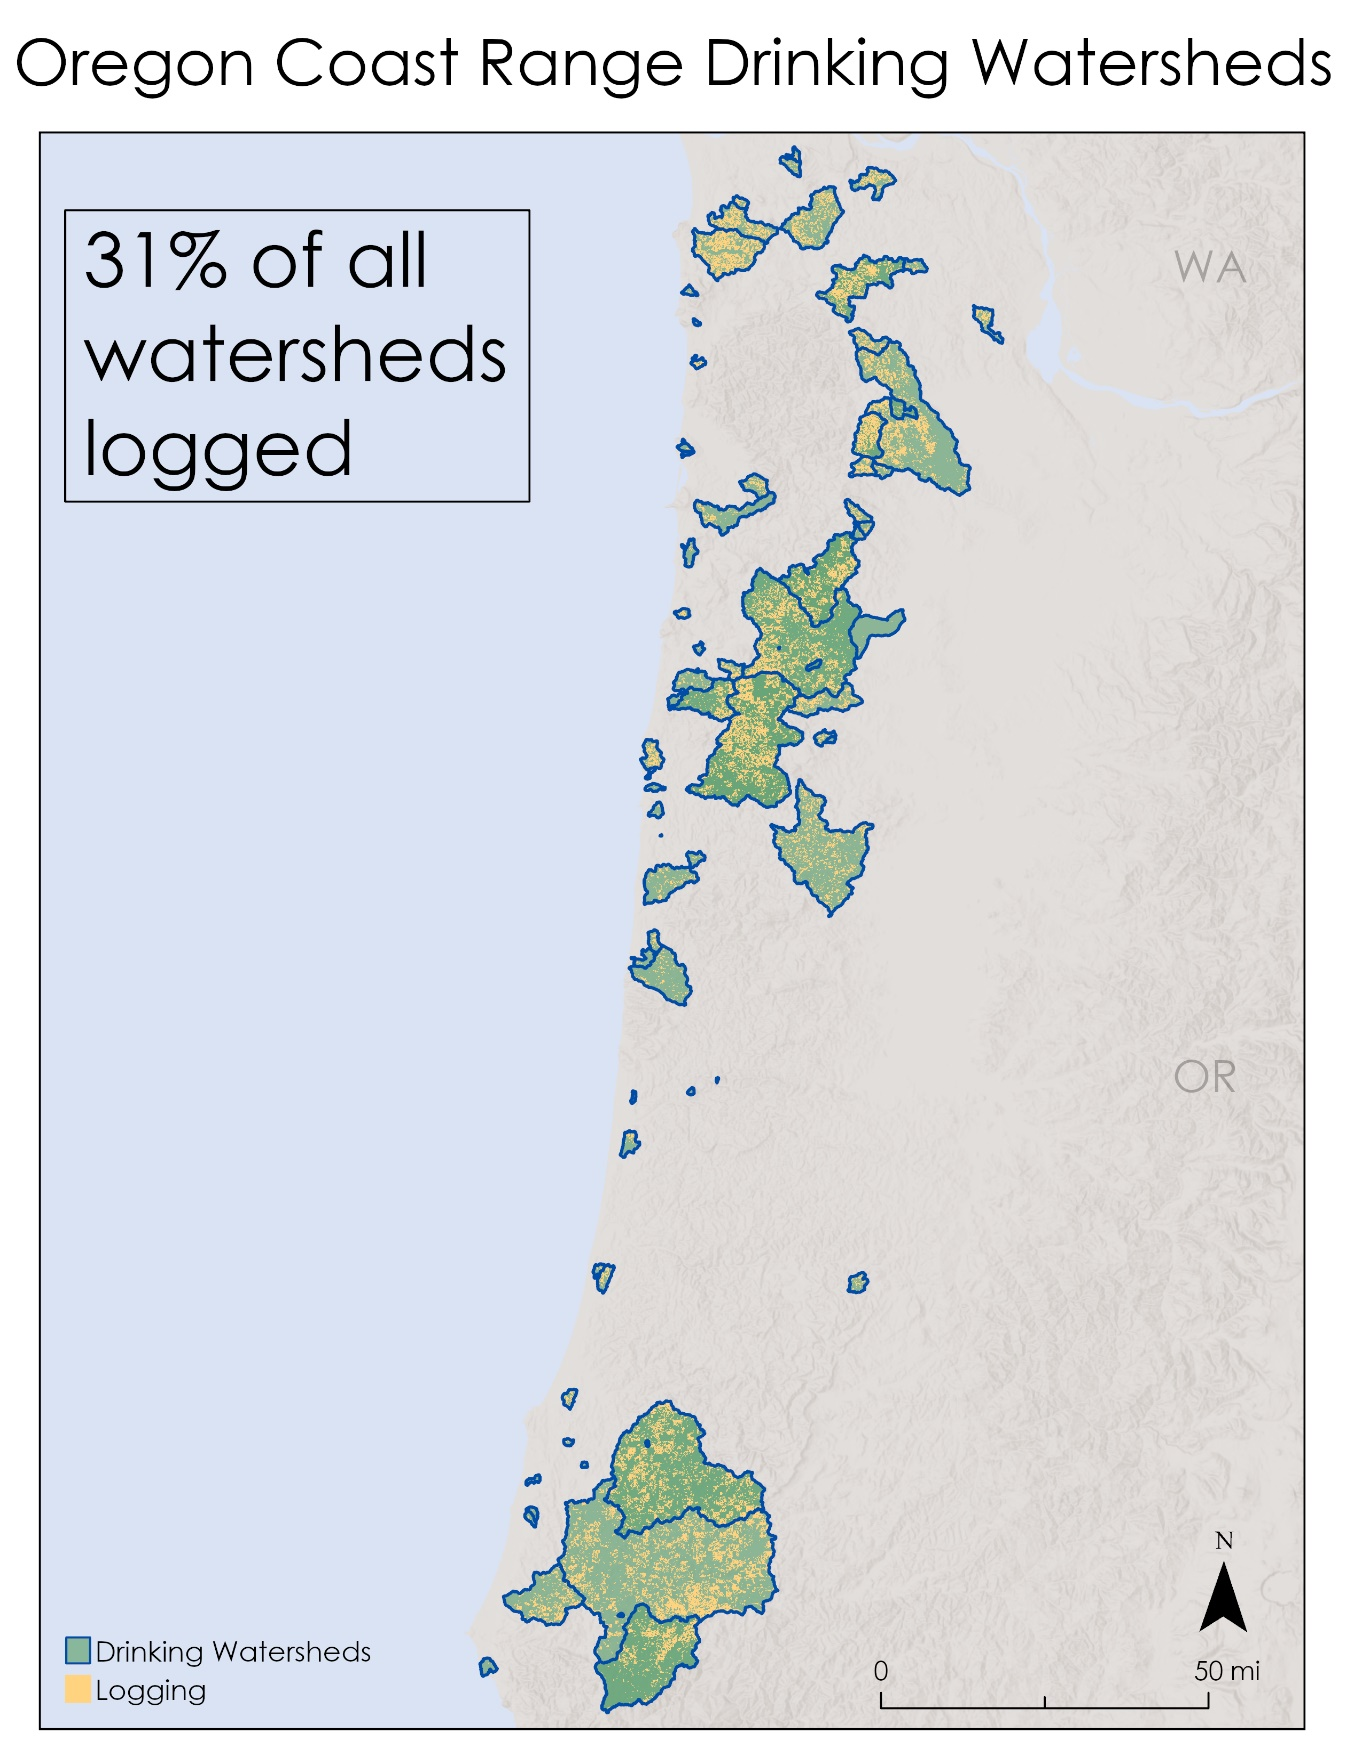 Oregon Coast Range Drinking Watersheds
31% of all
watersheds
logged
WA
OR
N
Drinking Watersheds
Logging
0
50 mi